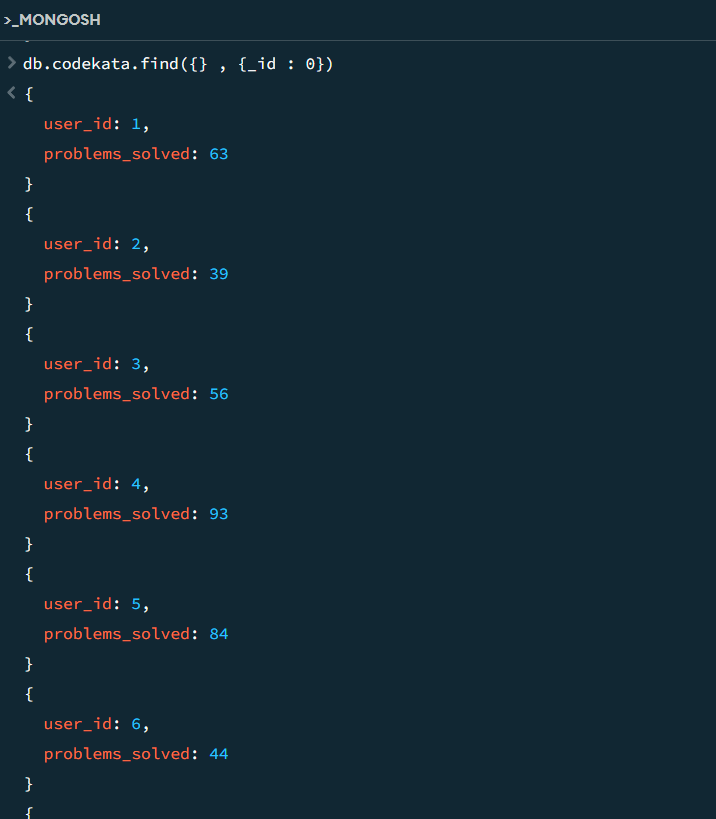 >_MONGOSH
> db.codekata.find({} , {_id : 0})
< {
user_id: 1,
problems_solved: 63
}
{
user_id: 2,
problems_solved: 39
}
{
user_id: 3,
problems_solved: 56
}
{
user_id: 4,
problems_solved: 93
}
{
user_id: 5,
problems_solved: 84
}
{
user_id: 6,
problems_solved: 44
}
{